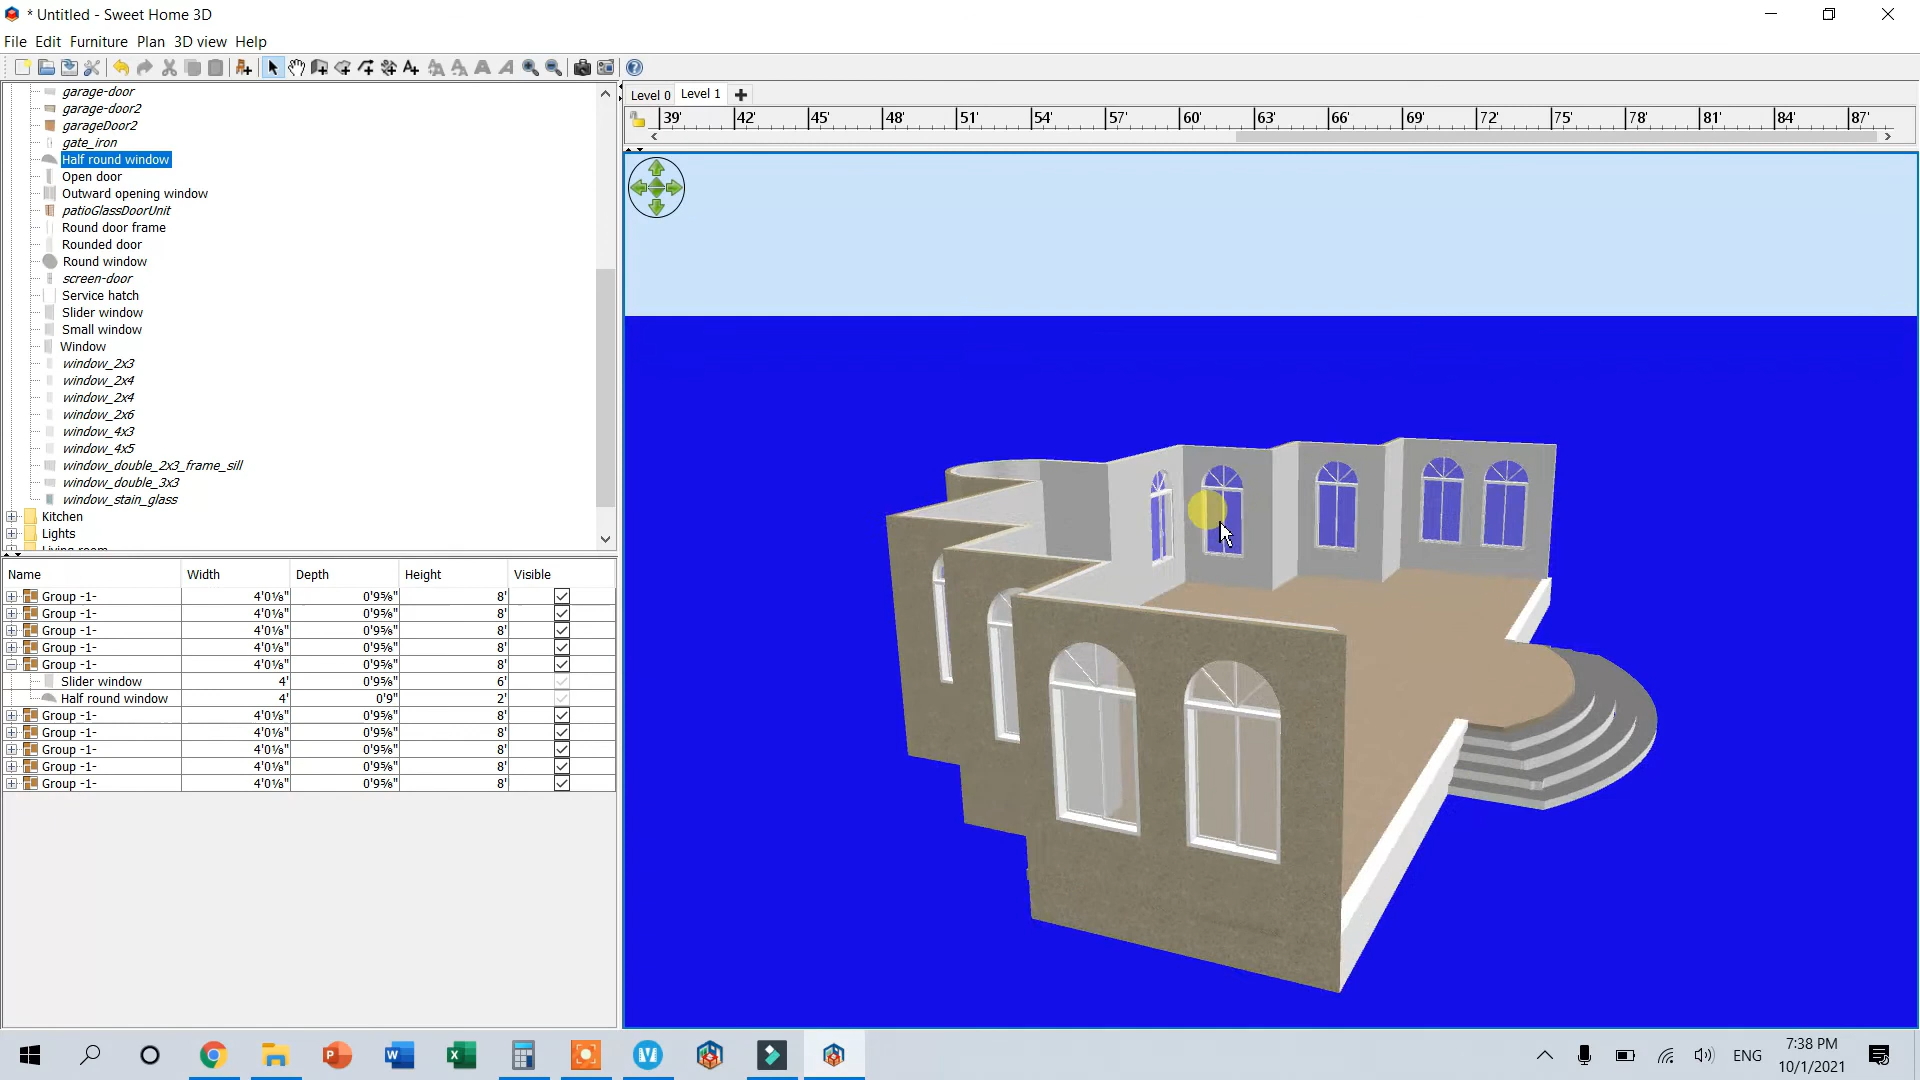 * Untitled - Sweet Home 3D
File Edit Furniture Plan 3D view Help
garage-door
garage-door2
garageDoor2
gate_iron
Half round window
Open door
Outward opening window
patioGlassDoorUnit
Round door frame
Rounded door
Round window
screen-door
Service hatch
Slider window
Small window
Window
window_2x3
window_2x4
window_2x4
window_2x6
window_4x3
window_4x5
window_double_2x3_frame_sill
window_double_3x3
window_stain_glass
Kitchen
Lights
Living room
Level 0 Level 1
39' 42' 45' 48' 51' 54' 57' 60' 63' 66' 69' 72' 75' 78' 81' 84' 87'
Name Width Depth Height Visible
Group -1- 4'0⅛" 0'9⅝" 8'
Group -1- 4'0⅛" 0'9⅝" 8'
Group -1- 4'0⅛" 0'9⅝" 8'
Group -1- 4'0⅛" 0'9⅝" 8'
Group -1- 4'0⅛" 0'9⅝" 8'
Slider window 4' 0'9⅝" 6'
Half round window 4' 0'9" 2'
Group -1- 4'0⅛" 0'9⅝" 8'
Group -1- 4'0⅛" 0'9⅝" 8'
Group -1- 4'0⅛" 0'9⅝" 8'
Group -1- 4'0⅛" 0'9⅝" 8'
Group -1- 4'0⅛" 0'9⅝" 8'
ENG
7:38 PM
10/1/2021